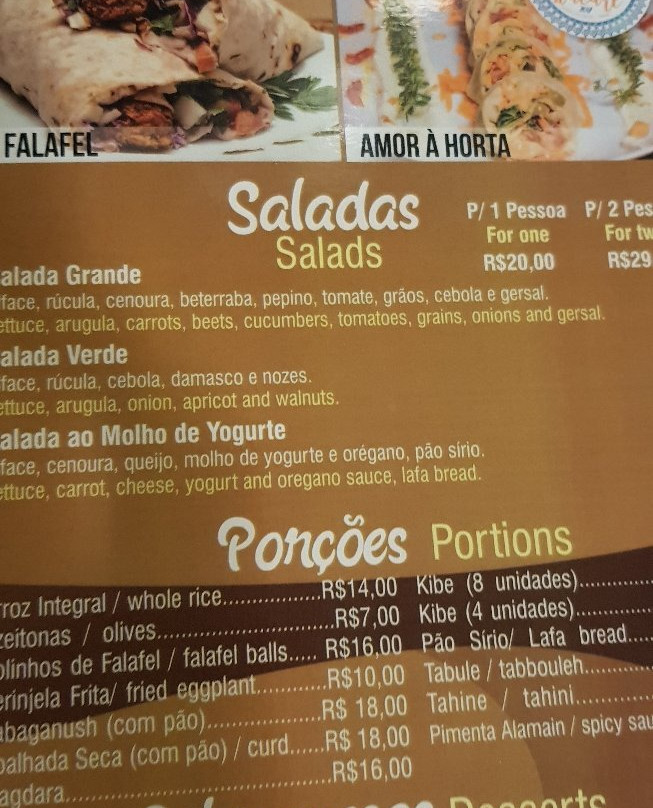 FALAFEL
AMOR À HORTA
Saladas
Salads
P/ 1 Pessoa P/ 2 Pes
For one For tw
R$20,00 R$29
alada Grande
face, rúcula, cenoura, beterraba, pepino, tomate, grãos, cebola e gersal.
ettuce, arugula, carrots, beets, cucumbers, tomatoes, grains, onions and gersal.
alada Verde
face, rúcula, cebola, damasco e nozes.
ettuce, arugula, onion, apricot and walnuts.
alada ao Molho de Yogurte
face, cenoura, queijo, molho de yogurte e orégano, pão sírio.
ettuce, carrot, cheese, yogurt and oregano sauce, lafa bread.
Porções Portions
rroz Integral / whole rice................R$14,00
zeitonas / olives.............................R$7,00
olinhos de Falafel / falafel balls..... R$16,00
erinjela Frita/ fried eggplant............R$10,00
abaganush (com pão)...................R$ 18,00
oalhada Seca (com pão) / curd......R$ 18,00
agdara............................................R$16,00
Kibe (8 unidades)............
Kibe (4 unidades)............
Pão Sírio/ Lafa bread.....
Tabule / tabbouleh...........
Tahine / tahini.............
Pimenta Alamain / spicy sau